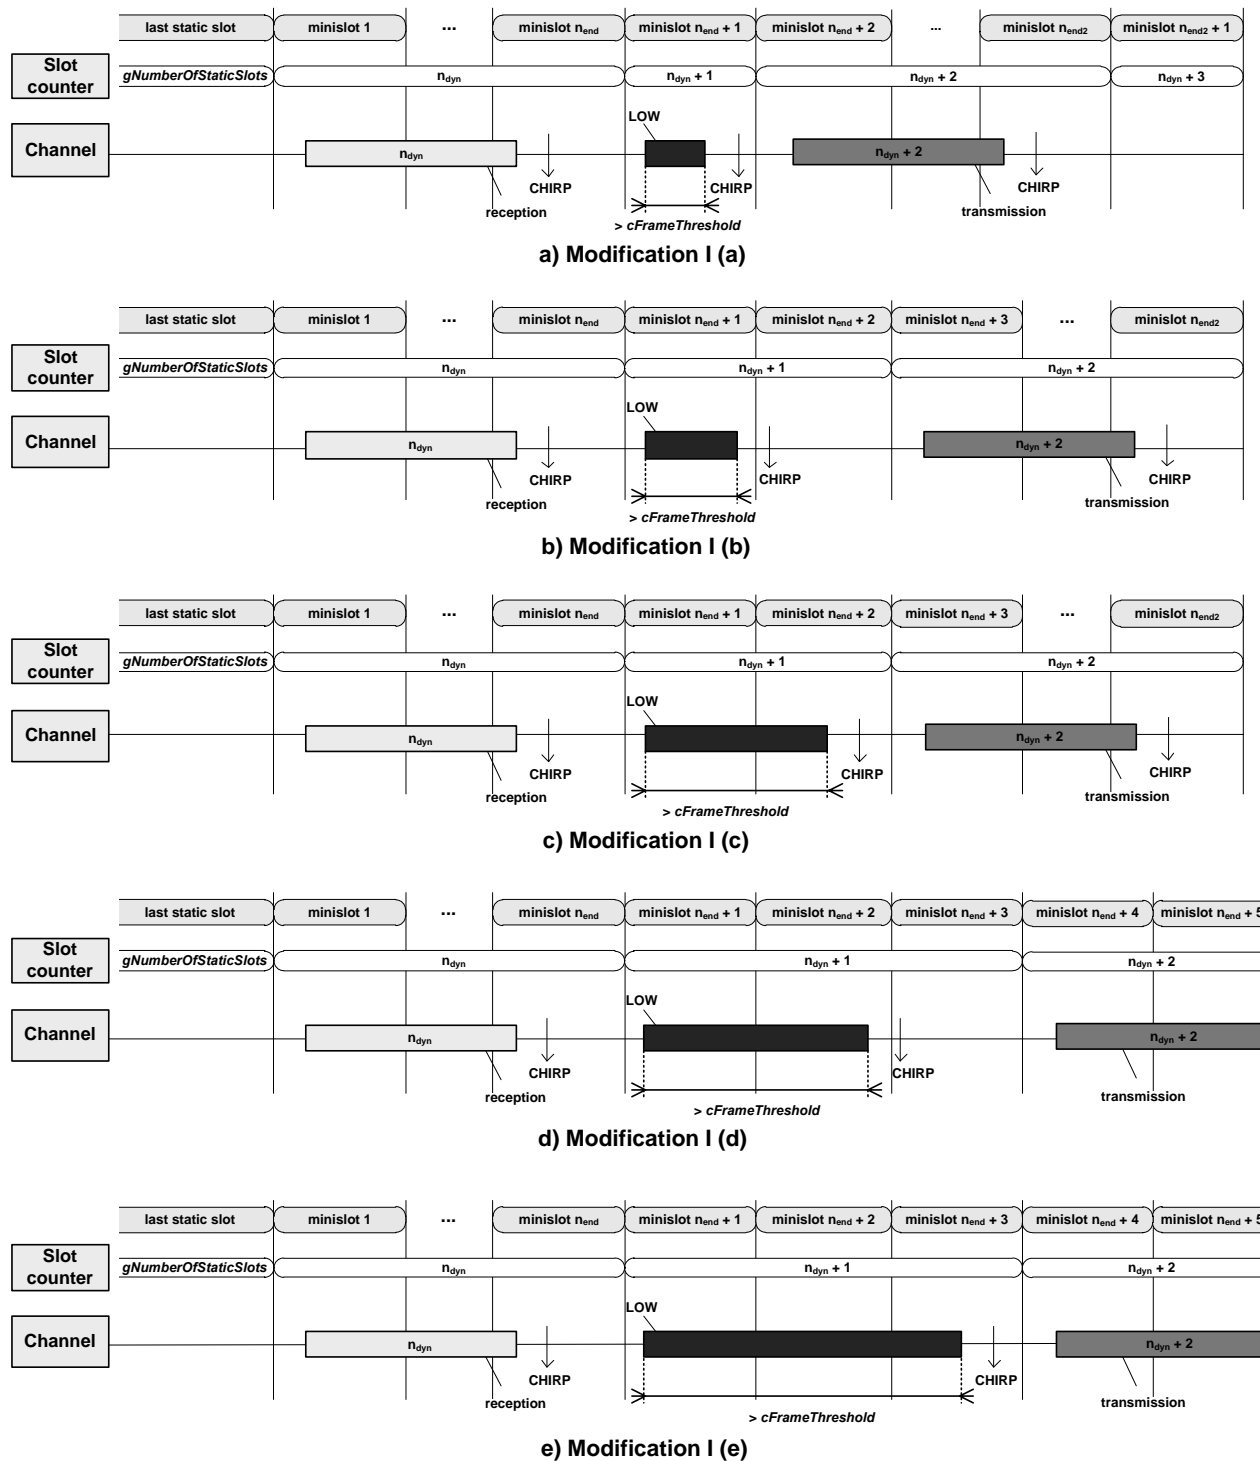 last static slot minislot 1 ... minislot nend minislot nend + 1 minislot nend + 2 ... minislot nend2 minislot nend2 + 1
Slot counter gNumberOfStaticSlots ndyn ndyn + 1 ndyn + 2 ndyn + 3
LOW
Channel ndyn ndyn + 2
CHIRP CHIRP CHIRP
reception transmission
> cFrameThreshold
a) Modification I (a)
last static slot minislot 1 ... minislot nend minislot nend + 1 minislot nend + 2 minislot nend + 3 ... minislot nend2
Slot counter gNumberOfStaticSlots ndyn ndyn + 1 ndyn + 2
LOW
Channel ndyn ndyn + 2
CHIRP CHIRP CHIRP
reception transmission
> cFrameThreshold
b) Modification I (b)
last static slot minislot 1 ... minislot nend minislot nend + 1 minislot nend + 2 minislot nend + 3 ... minislot nend2
Slot counter gNumberOfStaticSlots ndyn ndyn + 1 ndyn + 2
LOW
Channel ndyn ndyn + 2
CHIRP CHIRP CHIRP
reception transmission
> cFrameThreshold
c) Modification I (c)
last static slot minislot 1 ... minislot nend minislot nend + 1 minislot nend + 2 minislot nend + 3 minislot nend + 4 minislot nend + 5
Slot counter gNumberOfStaticSlots ndyn ndyn + 1 ndyn + 2
LOW
Channel ndyn ndyn + 2
CHIRP CHIRP
reception transmission
> cFrameThreshold
d) Modification I (d)
last static slot minislot 1 ... minislot nend minislot nend + 1 minislot nend + 2 minislot nend + 3 minislot nend + 4 minislot nend + 5
Slot counter gNumberOfStaticSlots ndyn ndyn + 1 ndyn + 2
LOW
Channel ndyn ndyn + 2
CHIRP CHIRP
reception transmission
> cFrameThreshold
e) Modification I (e)